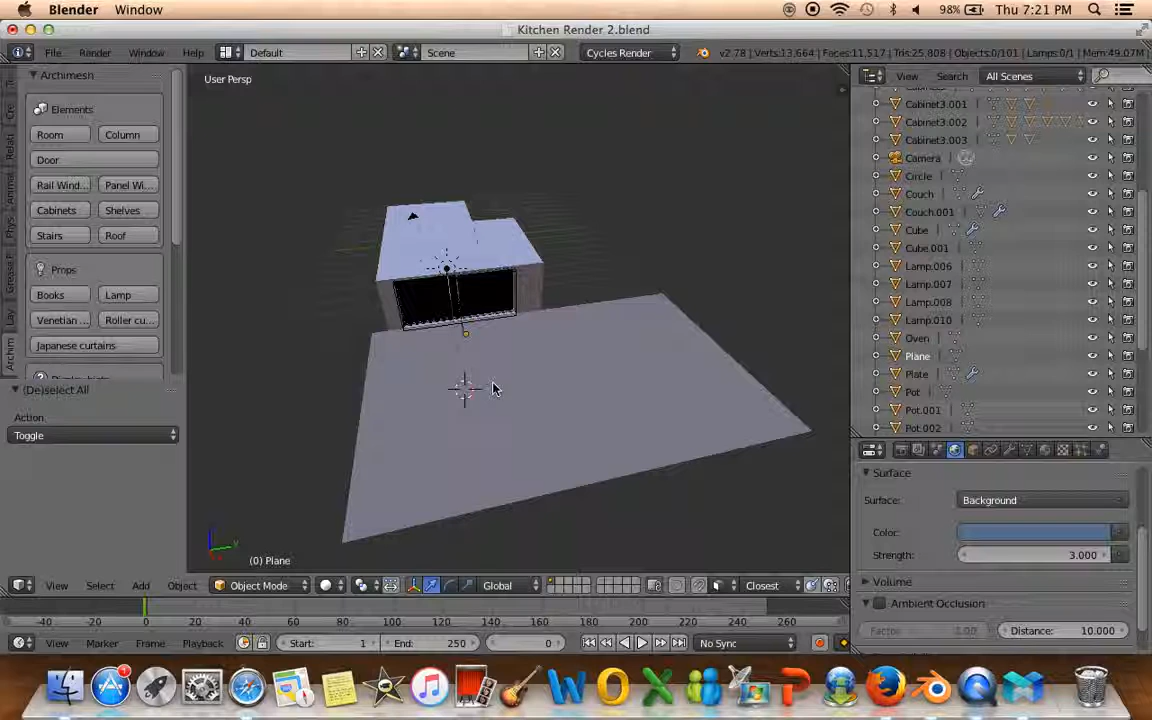 Blender Window 98% Thu 7:21 PM
Kitchen Render 2.blend
File Render Window Help Default Scene Cycles Render v2.78 | Verts:13,664 | Faces:11,517 | Tris:25,808 | Objects:0/101 | Lamps:0/1 | Mem:49.07M
Archimesh
User Persp
View Search All Scenes
Elements
Room Column
Door
Rail Wind... Panel Wi...
Cabinets Shelves
Stairs Roof
Props
Books Lamp
Venetian ... Roller cu...
Japanese curtains
(De)select All
Action
Toggle
Cabinet3.001
Cabinet3.002
Cabinet3.003
Camera
Circle
Couch
Couch.001
Cube
Cube.001
Lamp.006
Lamp.007
Lamp.008
Lamp.010
Oven
Plane
Plate
Pot
Pot.001
Pot.002
Surface
Surface: Background
Color:
Strength: 3.000
Volume
Ambient Occlusion
Factor: 1.00 Distance: 10.000
(0) Plane
View Select Add Object Object Mode Global Closest
-40 -20 0 20 40 60 80 100 120 140 160 180 200 220 240 260
View Marker Frame Playback Start: 1 End: 250 0 No Sync